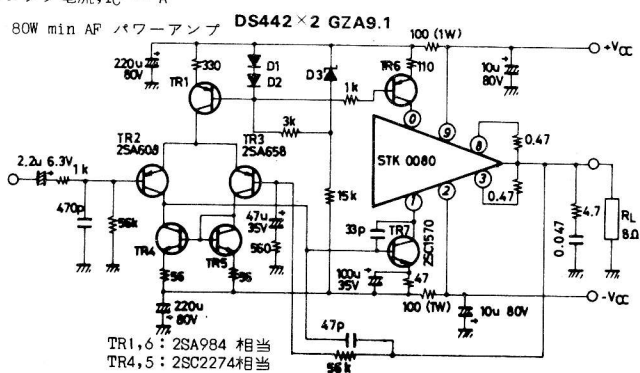 80W min AF パワーアンプ
DS442×2 GZA9.1
100 (1W)
+Vcc
220u
80V
330
D1
D2
D3
TR6
110
10u
80V
TR1
1k
3k
0
9
8
0.47
TR2
2SA608
TR3
2SA658
STK 0080
2.2u 6.3V
1k
3
0.47
1
2
15k
RL
8Ω
4.7
0.047
470p
56k
47u
35V
560
33p
TR7
2SC1570
TR4
TR5
56
56
100u
35V
47
100 (1W)
-Vcc
220u
80V
10u 80V
47p
56k
TR1,6：2SA984 相当
TR4,5：2SC2274相当